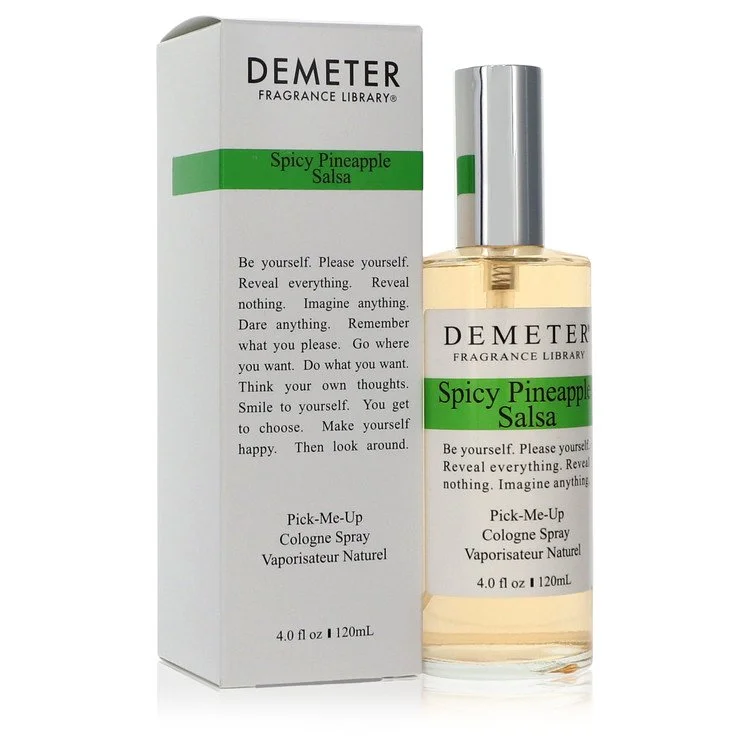 DEMETER
FRAGRANCE LIBRARY®
Spicy Pineapple
Salsa
Be yourself. Please yourself.
Reveal everything. Reveal
nothing. Imagine anything.
Dare anything. Remember
what you please. Go where
you want. Do what you want.
Think your own thoughts.
Smile to yourself. You get
to choose. Make yourself
happy. Then look around.
Pick-Me-Up
Cologne Spray
Vaporisateur Naturel
4.0 fl oz 120mL
DEMETER®
FRAGRANCE LIBRARY
Spicy Pineapple
Salsa
Be yourself. Please yourself.
Reveal everything. Reveal
nothing. Imagine anything.
Pick-Me-Up
Cologne Spray
Vaporisateur Naturel
4.0 fl oz 120mL